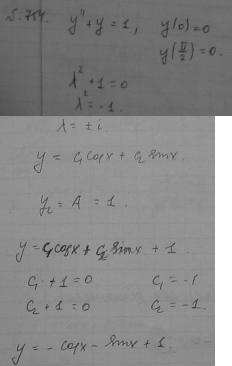 5.754. y'' + y = 1, y(0) = 0
y(π/2) = 0.
λ² + 1 = 0
λ² = -1.
λ = ± i.
y = C₁ cos x + C₂ sin x.
y₂ = A = 1.
y = C₁ cos x + C₂ sin x + 1.
C₁ + 1 = 0 C₁ = -1
C₂ + 1 = 0 C₂ = -1.
y = - cos x - sin x + 1.